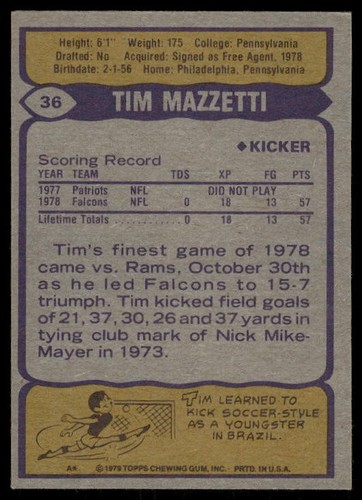 Height: 6'1" Weight: 175 College: Pennsylvania
Drafted: No Acquired: Signed as Free Agent, 1978
Birthdate: 2-1-56 Home: Philadelphia, Pennsylvania
36 TIM MAZZETTI
♦KICKER
Scoring Record
YEAR TEAM TDS XP FG PTS
1977 Patriots NFL DID NOT PLAY
1978 Falcons NFL 0 18 13 57
Lifetime Totals 0 18 13 57
Tim's finest game of 1978
came vs. Rams, October 30th
as he led Falcons to 15-7
triumph. Tim kicked field goals
of 21, 37, 30, 26 and 37 yards in
tying club mark of Nick Mike-
Mayer in 1973.
TIM LEARNED TO
KICK SOCCER-STYLE
AS A YOUNGSTER
IN BRAZIL.
A* © 1979 TOPPS CHEWING GUM, INC. PRTD. IN U.S.A.